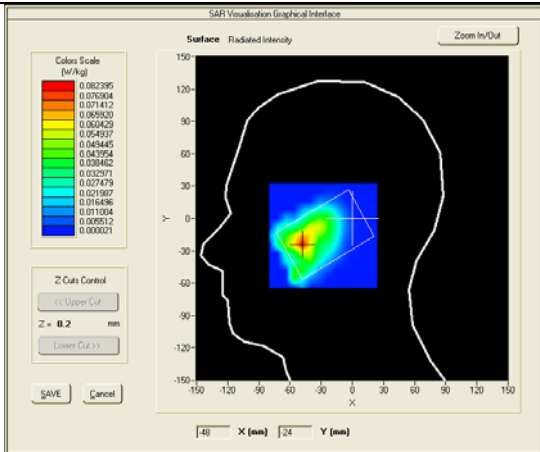 SAR Visualisation Graphical Interface
Surface Radiated Intensity
Zoom In/Out
Colors Scale
(W/kg)
0.082395
0.076904
0.071412
0.065920
0.060429
0.054937
0.049445
0.043954
0.038462
0.032971
0.027479
0.021987
0.016496
0.011004
0.005512
0.000021
Z Cuts Control
<< Upper Cut
Z = 0.2 mm
Lower Cut >>
SAVE Cancel
150
120
90
60
30
0
-30
-60
-90
-120
-150
Y
-150 -120 -90 -60 -30 0 30 60 90 120 150
X
-48 X (mm) -24 Y (mm)